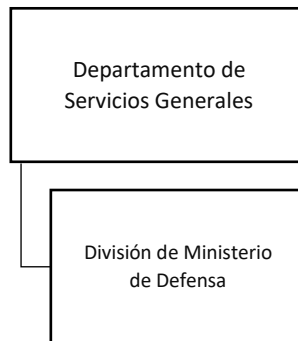 Departamento de
Servicios Generales
División de Ministerio
de Defensa